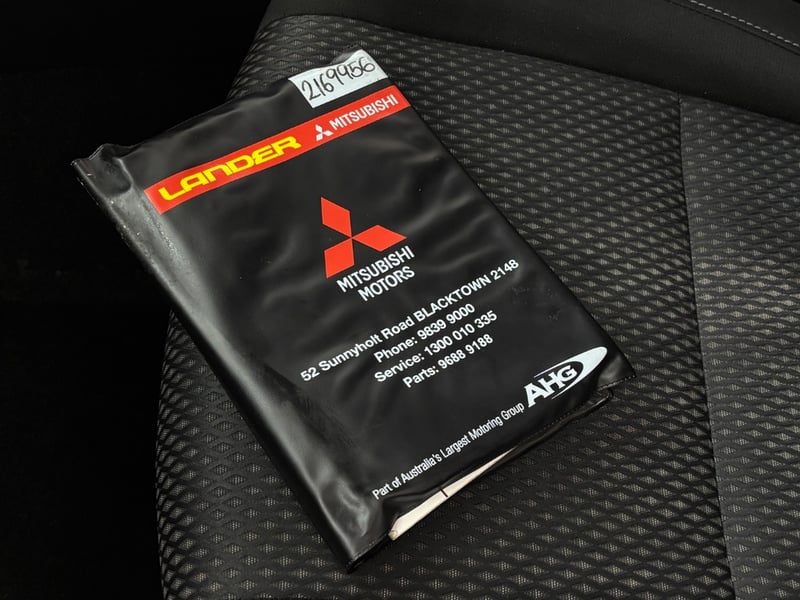 2169956
LANDER MITSUBISHI
MITSUBISHI
MOTORS
52 Sunnyholt Road BLACKTOWN 2148
Phone: 9839 9000
Service: 1300 010 335
Parts: 9688 9188
Part of Australia's Largest Motoring Group AHG